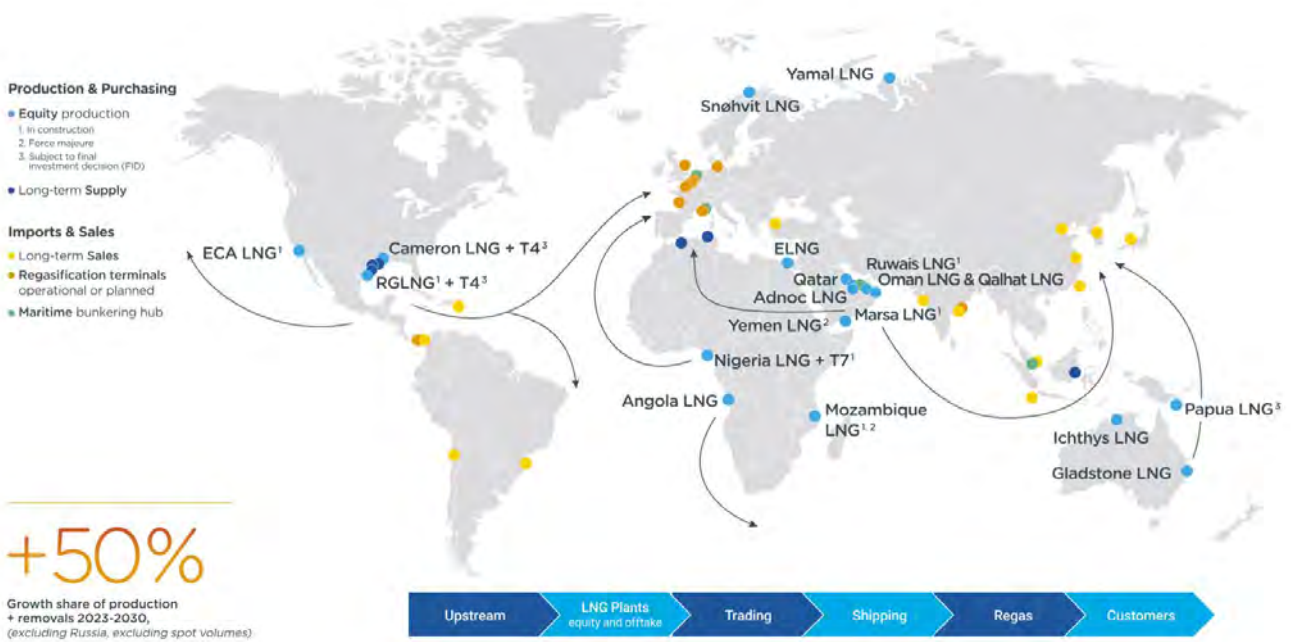 Production & Purchasing
Equity production
1. In construction
2. Force majeure
3. Subject to final
investment decision (FID)
Long-term Supply
Imports & Sales
Long-term Sales
Regasification terminals
operational or planned
Maritime bunkering hub
Yamal LNG
Snøhvit LNG
ECA LNG¹
Cameron LNG + T4³
RGLNG¹ + T4³
ELNG
Ruwais LNG¹
Qatar
Oman LNG & Qalhat LNG
Adnoc LNG
Marsa LNG¹
Yemen LNG²
Nigeria LNG + T7¹
Angola LNG
Mozambique
LNG¹,²
Papua LNG³
Ichthys LNG
Gladstone LNG
+50%
Growth share of production
+ removals 2023-2030,
(excluding Russia, excluding spot volumes)
Upstream
LNG Plants
equity and offtake
Trading
Shipping
Regas
Customers